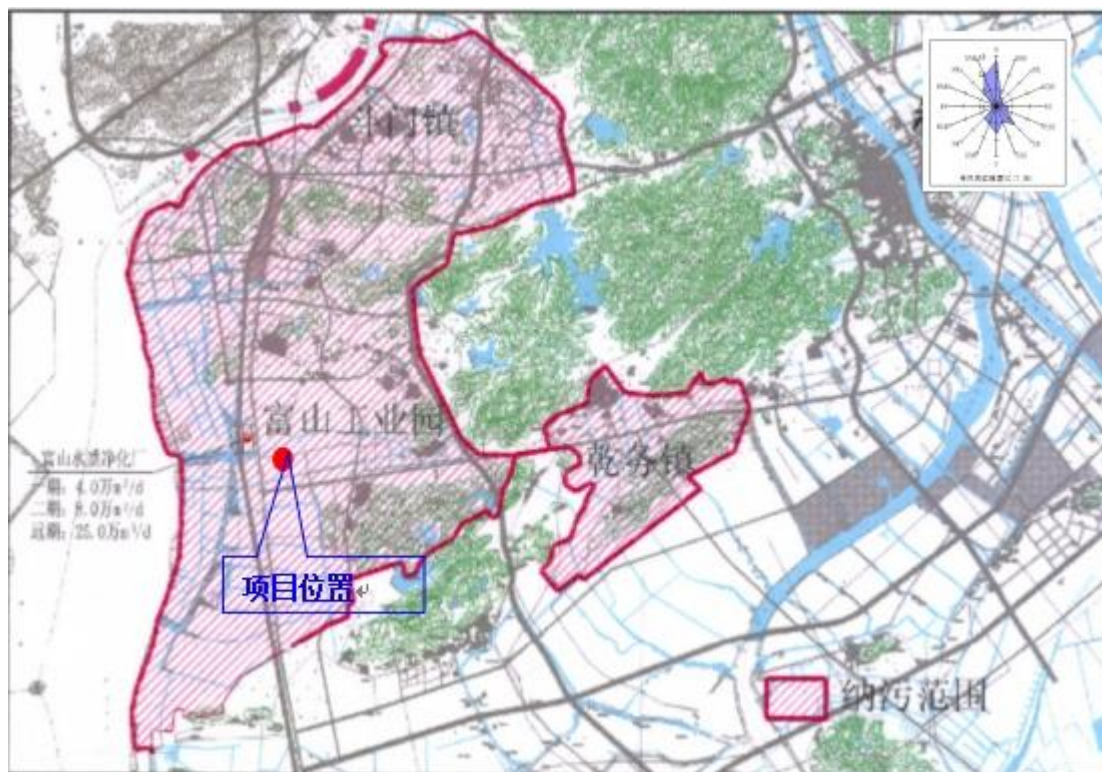 斗门镇
富山工业园
乾务镇
富山水质净化厂
一期：4.0万m³/d
二期：8.0万m³/d
远期：25.0万m³/d
项目位置
纳污范围